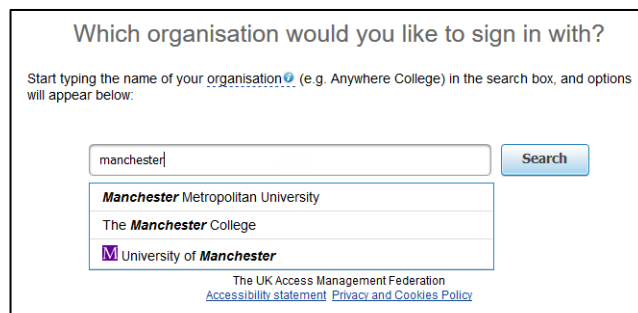 Which organisation would you like to sign in with?
Start typing the name of your organisation (e.g. Anywhere College) in the search box, and options
will appear below:
manchester Search
Manchester Metropolitan University
The Manchester College
M University of Manchester
The UK Access Management Federation
Accessibility statement Privacy and Cookies Policy